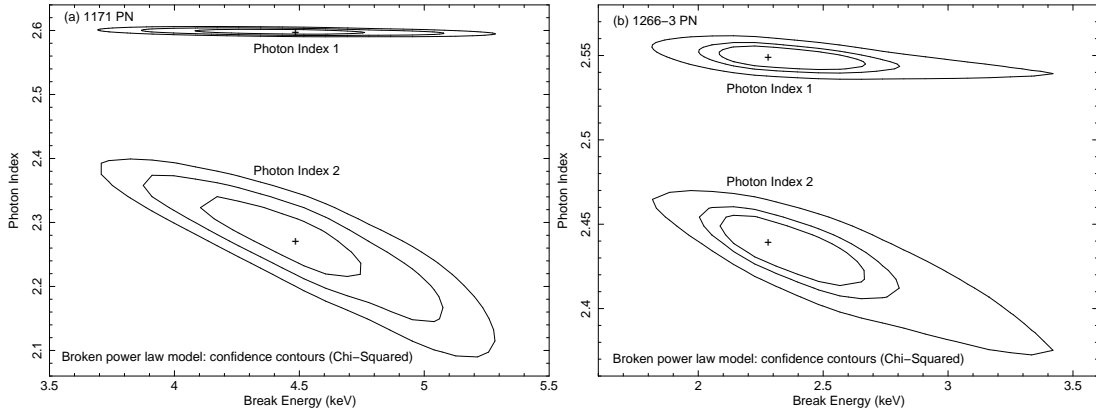 (a) 1171 PN
Photon Index 1
Photon Index 2
Broken power law model: confidence contours (Chi−Squared)
Photon Index
2.6
2.5
2.4
2.3
2.2
2.1
3.5 4 4.5 5 5.5
Break Energy (keV)
(b) 1266−3 PN
Photon Index 1
Photon Index 2
Broken power law model: confidence contours (Chi−Squared)
Photon Index
2.55
2.5
2.45
2.4
2 2.5 3 3.5
Break Energy (keV)